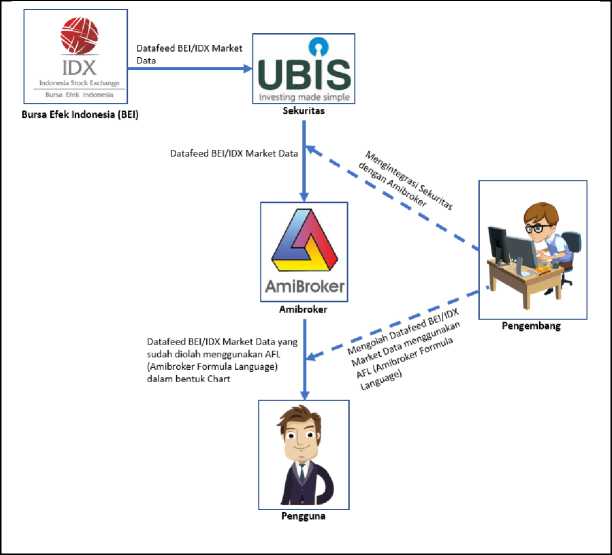 IDX
Indonesia Stock Exchange
Bursa Efek Indonesia
Bursa Efek Indonesia (BEI)
Datafeed BEI/IDX Market
Data
UBIS
Investing made simple
Sekuritas
Datafeed BEI/IDX Market Data
Mengintegrasi Sekuritas
dengan Amibroker
AmiBroker
Amibroker
Pengembang
Datafeed BEI/IDX Market Data yang
sudah diolah menggunakan AFL
(Amibroker Formula Language)
dalam bentuk Chart
Mengolah Datafeed BEI/IDX
Market Data menggunakan
AFL (Amibroker Formula
Language)
Pengguna